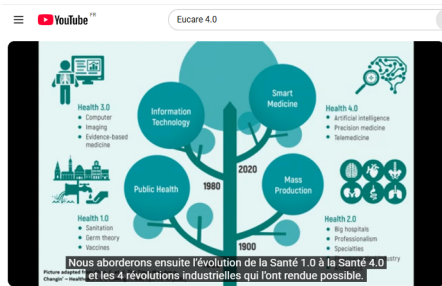 YouTube FR
Eucare 4.0
Health 3.0
• Computer
• Imaging
• Evidence-based
medicine
Information
Technology
Smart
Medicine
Health 4.0
• Artificial intelligence
• Precision medicine
• Telemedicine
1980
2020
Public Health
Mass
Production
Health 1.0
• Sanitation
• Germ theory
• Vaccines
1900
Health 2.0
• Big hospitals
• Professionalism
• Specialties
Nous aborderons ensuite l'évolution de la Santé 1.0 à la Santé 4.0
et les 4 révolutions industrielles qui l'ont rendue possible.
Picture adapted